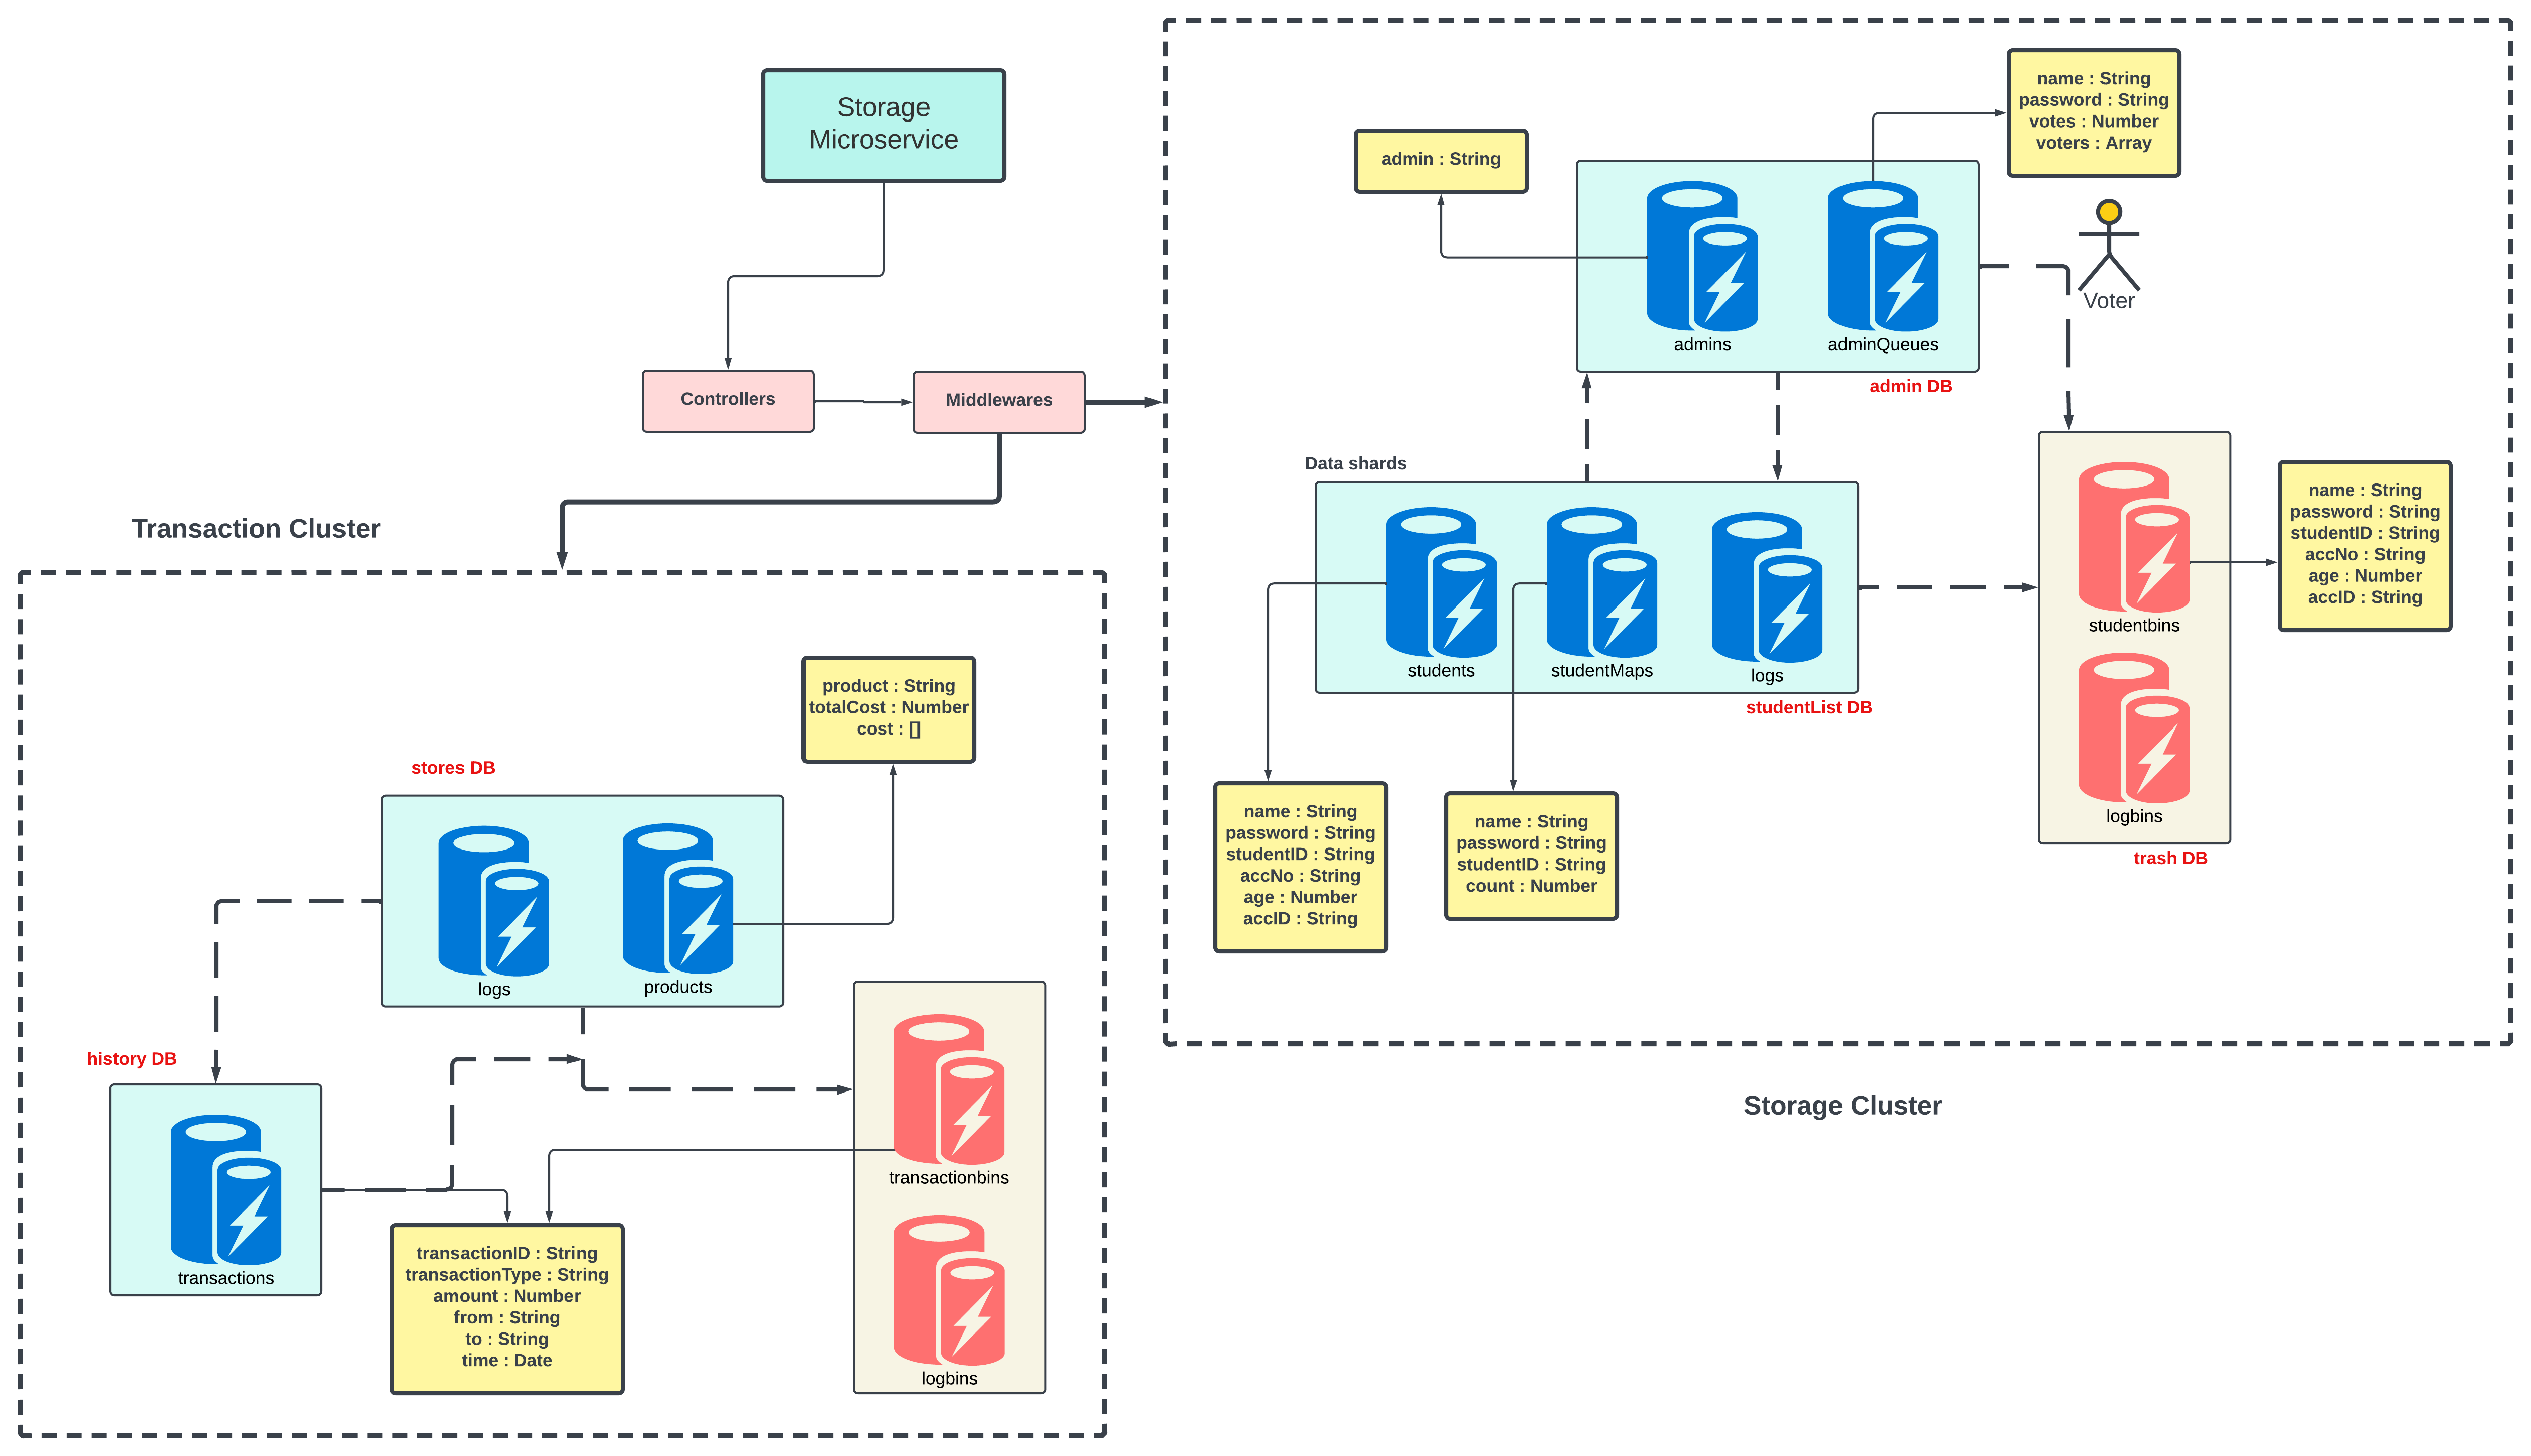 Storage
Microservice
Controllers
Middlewares
Transaction Cluster
product : String
totalCost : Number
cost : []
stores DB
logs
products
history DB
transactions
transactionID : String
transactionType : String
amount : Number
from : String
to : String
time : Date
transactionbins
logbins
name : String
password : String
votes : Number
voters : Array
admin : String
Voter
admins
adminQueues
admin DB
Data shards
students
studentMaps
logs
studentList DB
name : String
password : String
studentID : String
accNo : String
age : Number
accID : String
studentbins
logbins
trash DB
name : String
password : String
studentID : String
accNo : String
age : Number
accID : String
name : String
password : String
studentID : String
count : Number
Storage Cluster